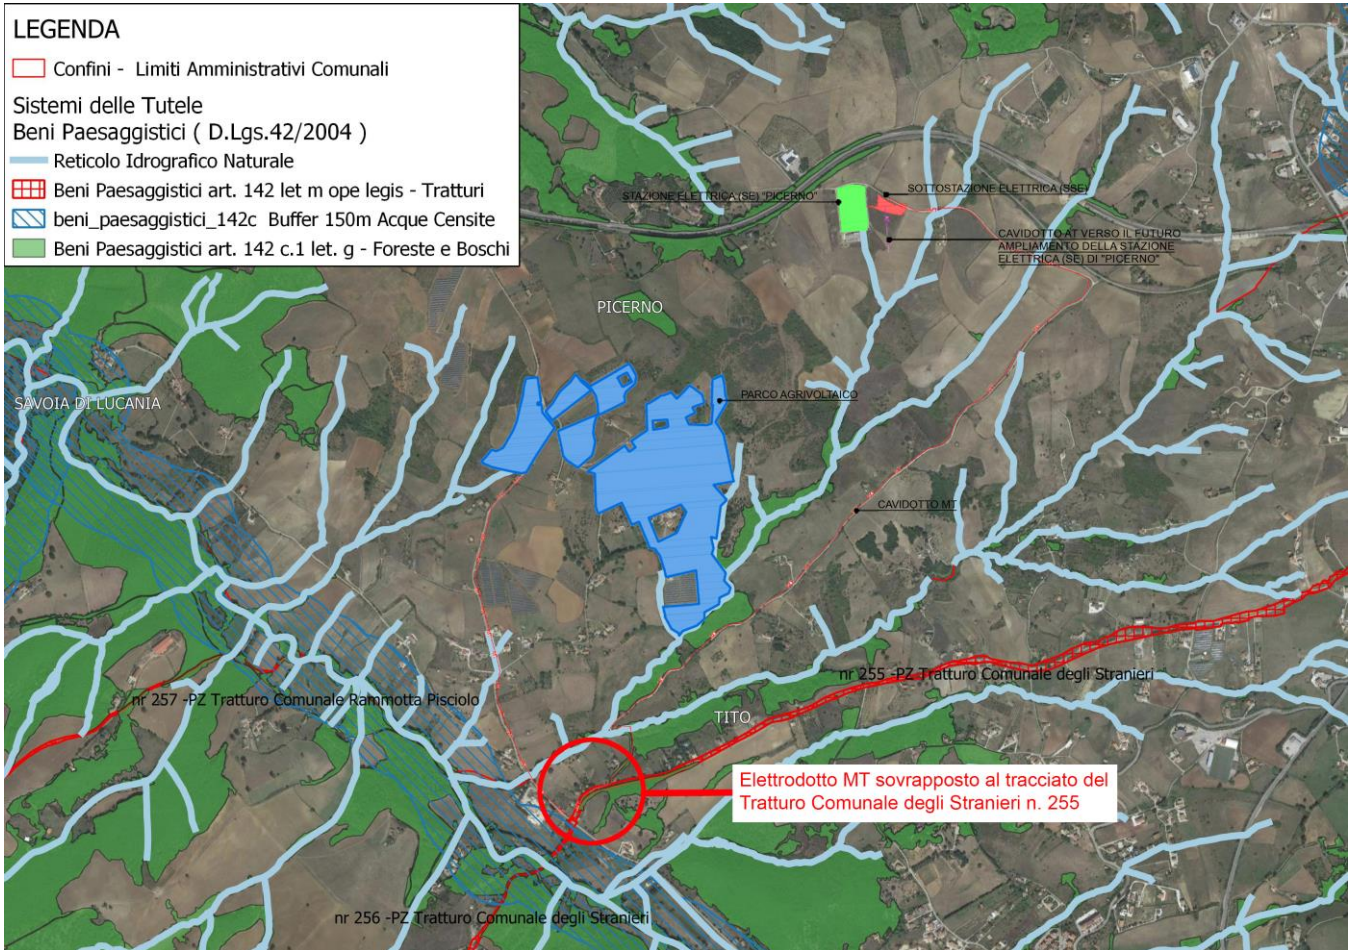 LEGENDA
Confini - Limiti Amministrativi Comunali
Sistemi delle Tutele
Beni Paesaggistici ( D.Lgs.42/2004 )
Reticolo Idrografico Naturale
Beni Paesaggistici art. 142 let m ope legis - Tratturi
beni_paesaggistici_142c Buffer 150m Acque Censite
Beni Paesaggistici art. 142 c.1 let. g - Foreste e Boschi
STAZIONE ELETTRICA (SE) "PICERNO"
SOTTOSTAZIONE ELETTRICA (SSE)
CAVIDOTTO AT VERSO IL FUTURO
AMPLIAMENTO DELLA STAZIONE
ELETTRICA (SE) DI "PICERNO"
PICERNO
SAVOIA DI LUCANIA
PARCO AGRIVOLTAICO
CAVIDOTTO MT
nr 255 -PZ Tratturo Comunale degli Stranieri
nr 257 -PZ Tratturo Comunale Rammotta Pisciolo
TITO
Elettrodotto MT sovrapposto al tracciato del
Tratturo Comunale degli Stranieri n. 255
nr 256 -PZ Tratturo Comunale degli Stranieri